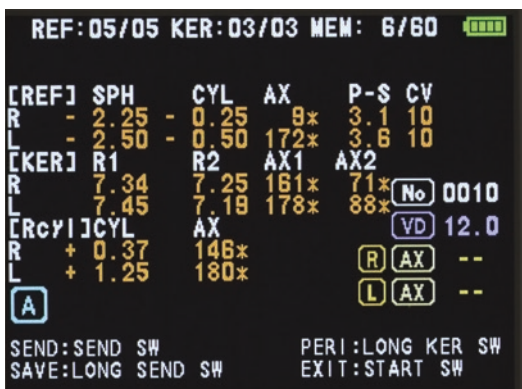 REF:05/05 KER:03/03 MEM: 6/60
[REF] SPH CYL AX P-S CV
R - 2.25 - 0.25 9* 3.1 10
L - 2.50 - 0.50 172* 3.6 10
[KER] R1 R2 AX1 AX2
R 7.34 7.25 161* 71*
L 7.45 7.19 178* 88*
No 0010
VD 12.0
[Rcyl]CYL AX
R + 0.37 146*
L + 1.25 180*
R AX --
L AX --
A
SEND:SEND SW PERI:LONG KER SW
SAVE:LONG SEND SW EXIT:START SW